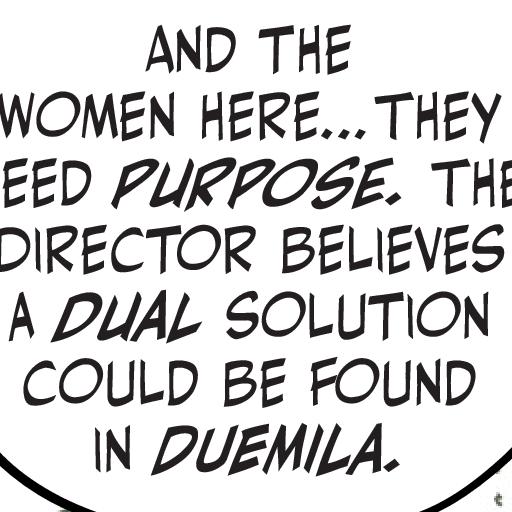 AND THE
WOMEN HERE...THEY
EED PURPOSE. THE
DIRECTOR BELIEVES
A DUAL SOLUTION
COULD BE FOUND
IN DUEMILA.